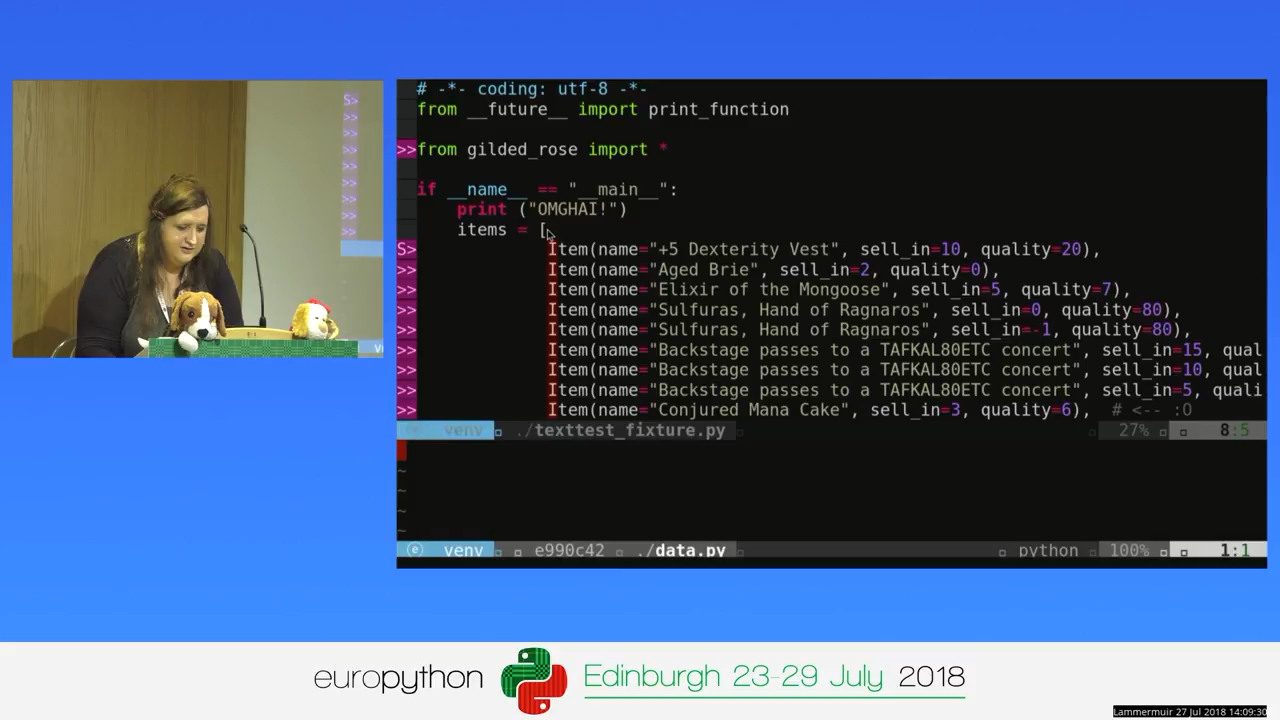 # -*- coding: utf-8 -*-
from __future__ import print_function
>>from gilded_rose import *
if __name__ == "__main__":
print ("OMGHAI!")
items = [
S> Item(name="+5 Dexterity Vest", sell_in=10, quality=20),
>> Item(name="Aged Brie", sell_in=2, quality=0),
>> Item(name="Elixir of the Mongoose", sell_in=5, quality=7),
>> Item(name="Sulfuras, Hand of Ragnaros", sell_in=0, quality=80),
>> Item(name="Sulfuras, Hand of Ragnaros", sell_in=-1, quality=80),
>> Item(name="Backstage passes to a TAFKAL80ETC concert", sell_in=15, qual
>> Item(name="Backstage passes to a TAFKAL80ETC concert", sell_in=10, qual
>> Item(name="Backstage passes to a TAFKAL80ETC concert", sell_in=5, quali
>> Item(name="Conjured Mana Cake", sell_in=3, quality=6), # <-- :O
venv ./texttest_fixture.py 27% 8:5
~
~
~
~
venv e990c42 ./data.py python 100% 1:1
S>
>>
>>
>>
>>
>>
>>
>>
europython Edinburgh 23-29 July 2018
Lammermuir 27 Jul 2018 14:09:30